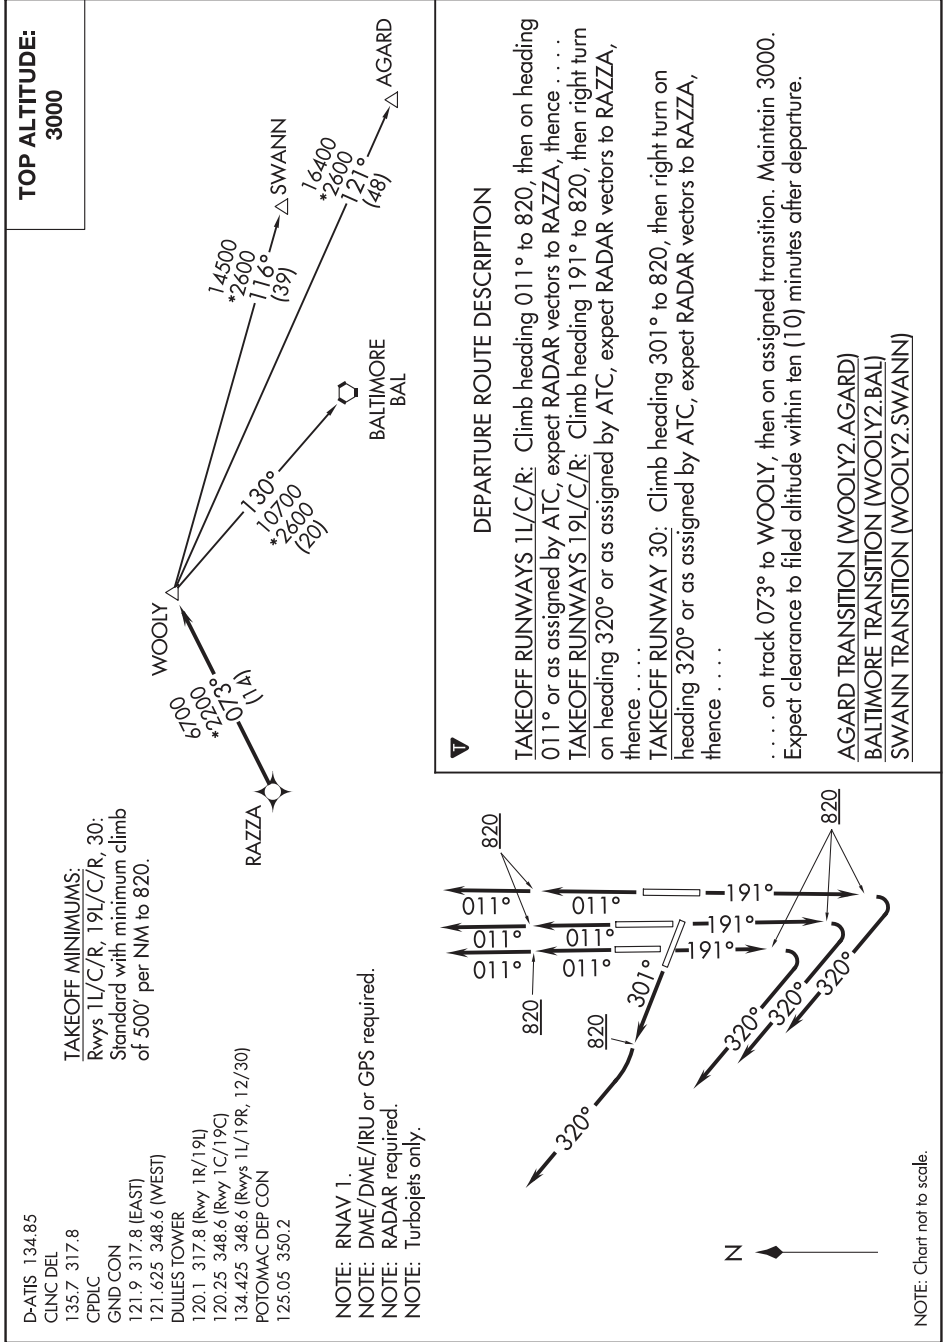 TOP ALTITUDE:
3000
D-ATIS 134.85
CLNC DEL
135.7 317.8
CPDLC
GND CON
121.9 317.8 (EAST)
121.625 348.6 (WEST)
DULLES TOWER
120.1 317.8 (Rwy 1R/19L)
120.25 348.6 (Rwy 1C/19C)
134.425 348.6 (Rwys 1L/19R, 12/30)
POTOMAC DEP CON
125.05 350.2
TAKEOFF MINIMUMS:
Rwys 1L/C/R, 19L/C/R, 30:
Standard with minimum climb
of 500' per NM to 820.
NOTE: RNAV 1.
NOTE: DME/DME/IRU or GPS required.
NOTE: RADAR required.
NOTE: Turbojets only.
RAZZA
6700
*2200
073°
(14)
WOOLY
14500
*2600
116°
(39)
SWANN
16400
*2600
121°
(48)
AGARD
130°
10700
*2600
(20)
BALTIMORE
BAL
N
320°
301°
820
820
820
820
011°
011°
011°
011°
011°
011°
191°
191°
191°
320°
320°
320°
NOTE: Chart not to scale.
T
DEPARTURE ROUTE DESCRIPTION
TAKEOFF RUNWAYS 1L/C/R: Climb heading 011° to 820, then on heading
011° or as assigned by ATC, expect RADAR vectors to RAZZA, thence . . . .
TAKEOFF RUNWAYS 19L/C/R: Climb heading 191° to 820, then right turn
on heading 320° or as assigned by ATC, expect RADAR vectors to RAZZA,
thence . . . .
TAKEOFF RUNWAY 30: Climb heading 301° to 820, then right turn on
heading 320° or as assigned by ATC, expect RADAR vectors to RAZZA,
thence . . . .
. . . . on track 073° to WOOLY, then on assigned transition. Maintain 3000.
Expect clearance to filed altitude within ten (10) minutes after departure.
AGARD TRANSITION (WOOLY2.AGARD)
BALTIMORE TRANSITION (WOOLY2.BAL)
SWANN TRANSITION (WOOLY2.SWANN)